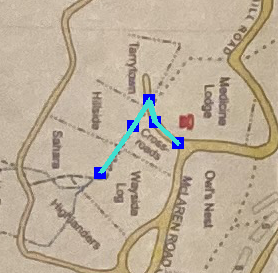 HILL ROAD
Tarrytown
Medicine
Lodge
Hillside
Cross-
roads
Sahara
Wayside
Log
Owl's Nest
Highlanders
McLAREN ROAD